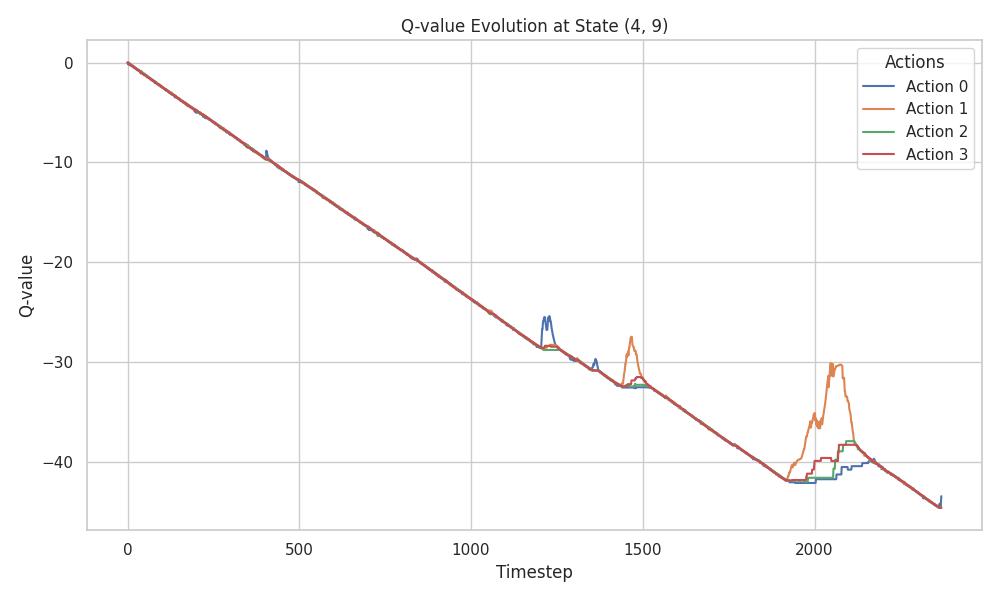 Q-value Evolution at State (4, 9)
Actions
Action 0
Action 1
Action 2
Action 3
Q-value
0
−10
−20
−30
−40
0
500
1000
1500
2000
Timestep